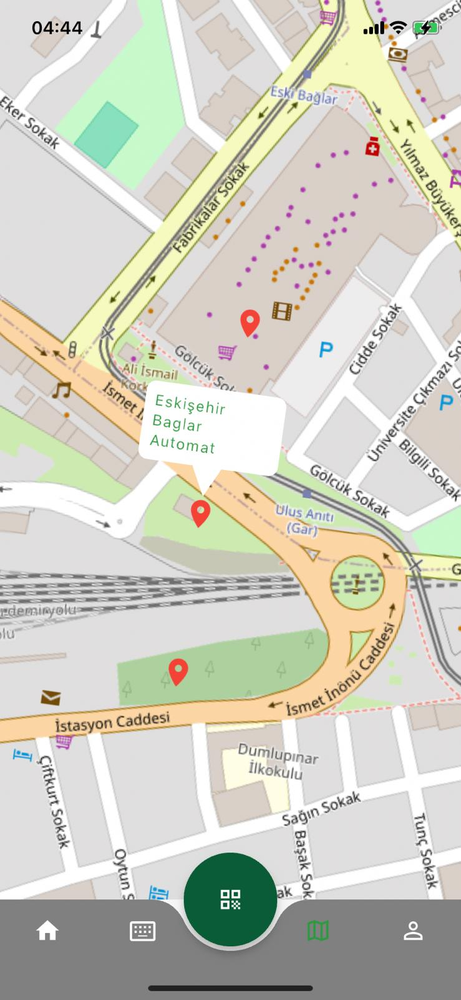 04:44
Eski Bağlar
Eker Sokak
Yılmaz Büyükerş
Fabrikalar Sokak
Cidde Sokak
P
Gölcük Sok
Ali İsmail
Kork
İsmet İ
Üniversite Çıkmazı So
P
Eskişehir
Baglar
Automat
Bilgili Sokak
Gölcük Sokak
Ulus Anıtı
(Gar)
G
demiryolu
olu
İsmet İnönü Caddesi
İstasyon Caddesi
Dumlupınar
İlkokulu
Çiftkurt Sokak
Sağın Sokak
Tunç Sokak
Başak Sok
Oytun S
ak